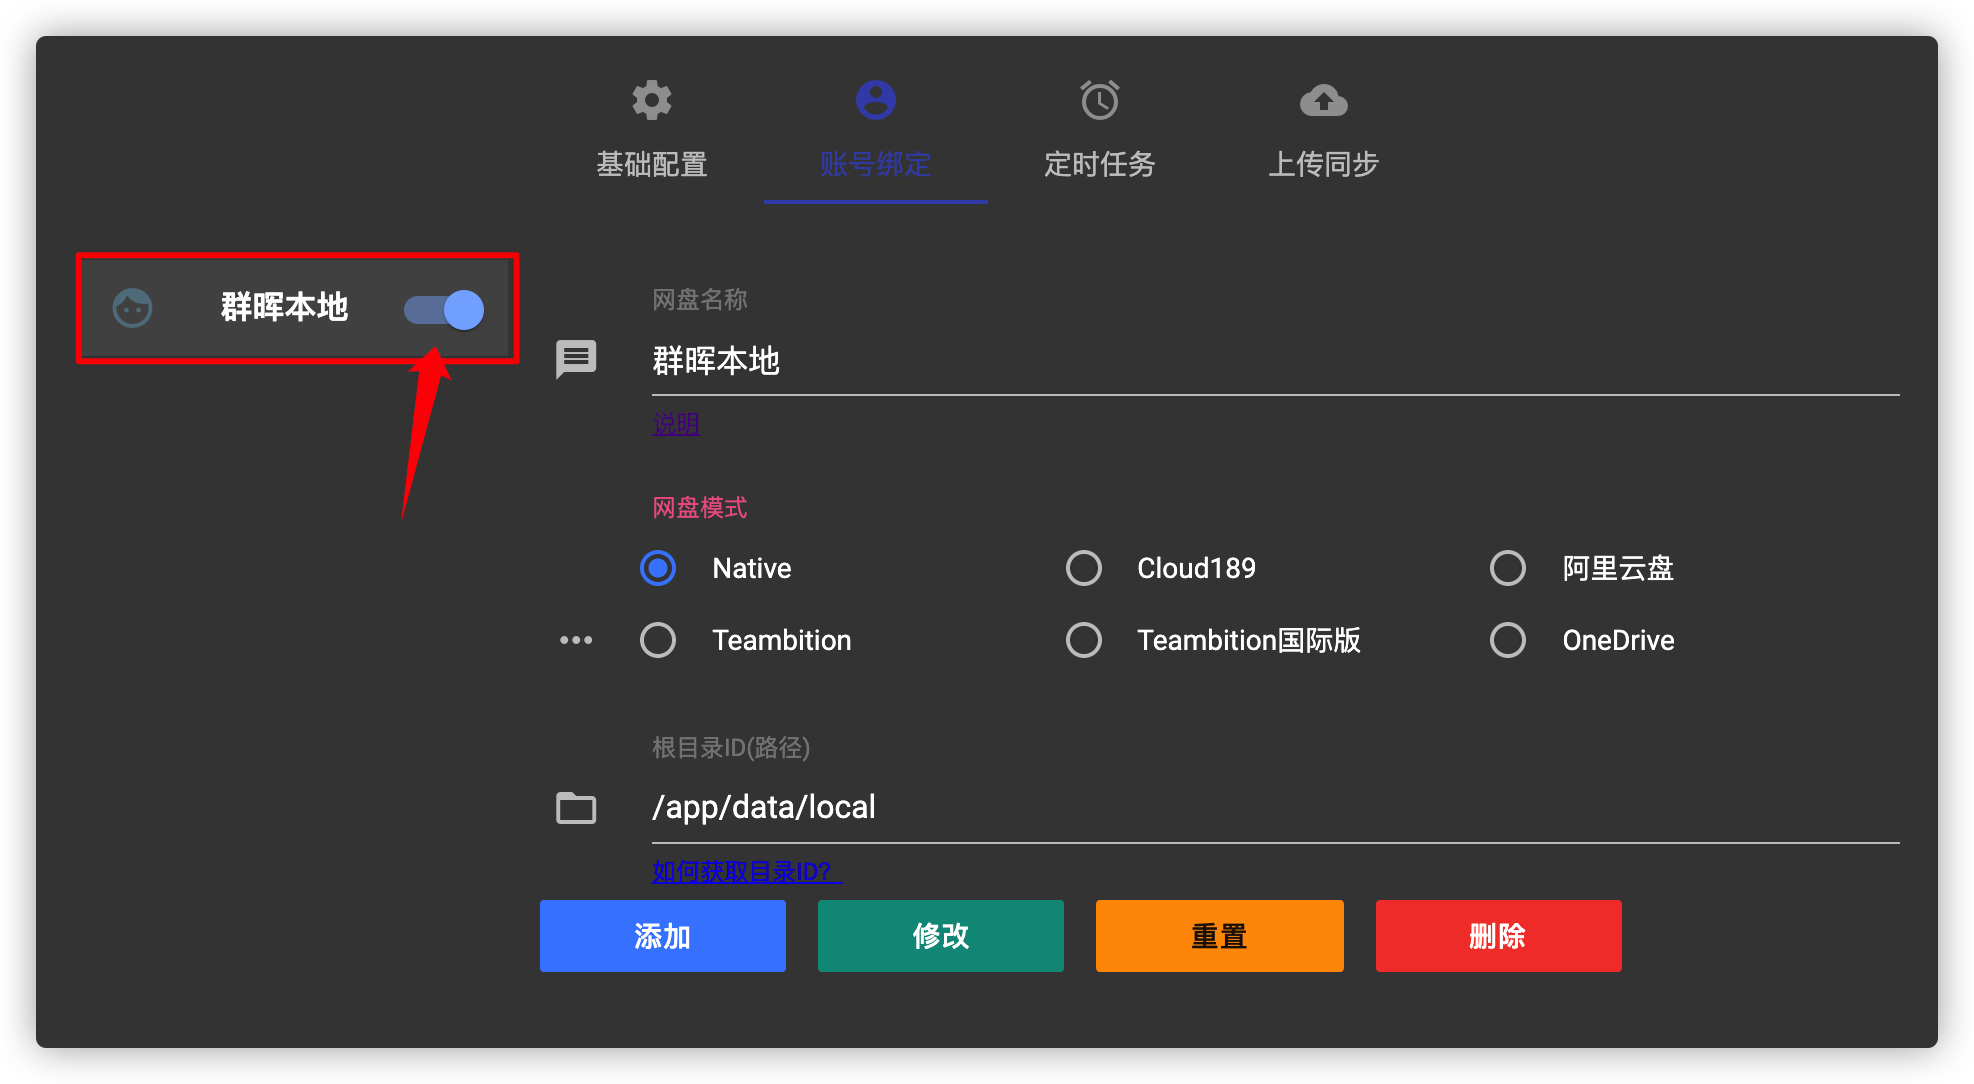 基础配置
账号绑定
定时任务
上传同步
群晖本地
网盘名称
群晖本地
说明
网盘模式
Native
Cloud189
阿里云盘
Teambition
Teambition国际版
OneDrive
根目录ID(路径)
/app/data/local
如何获取目录ID?
添加
修改
重置
删除